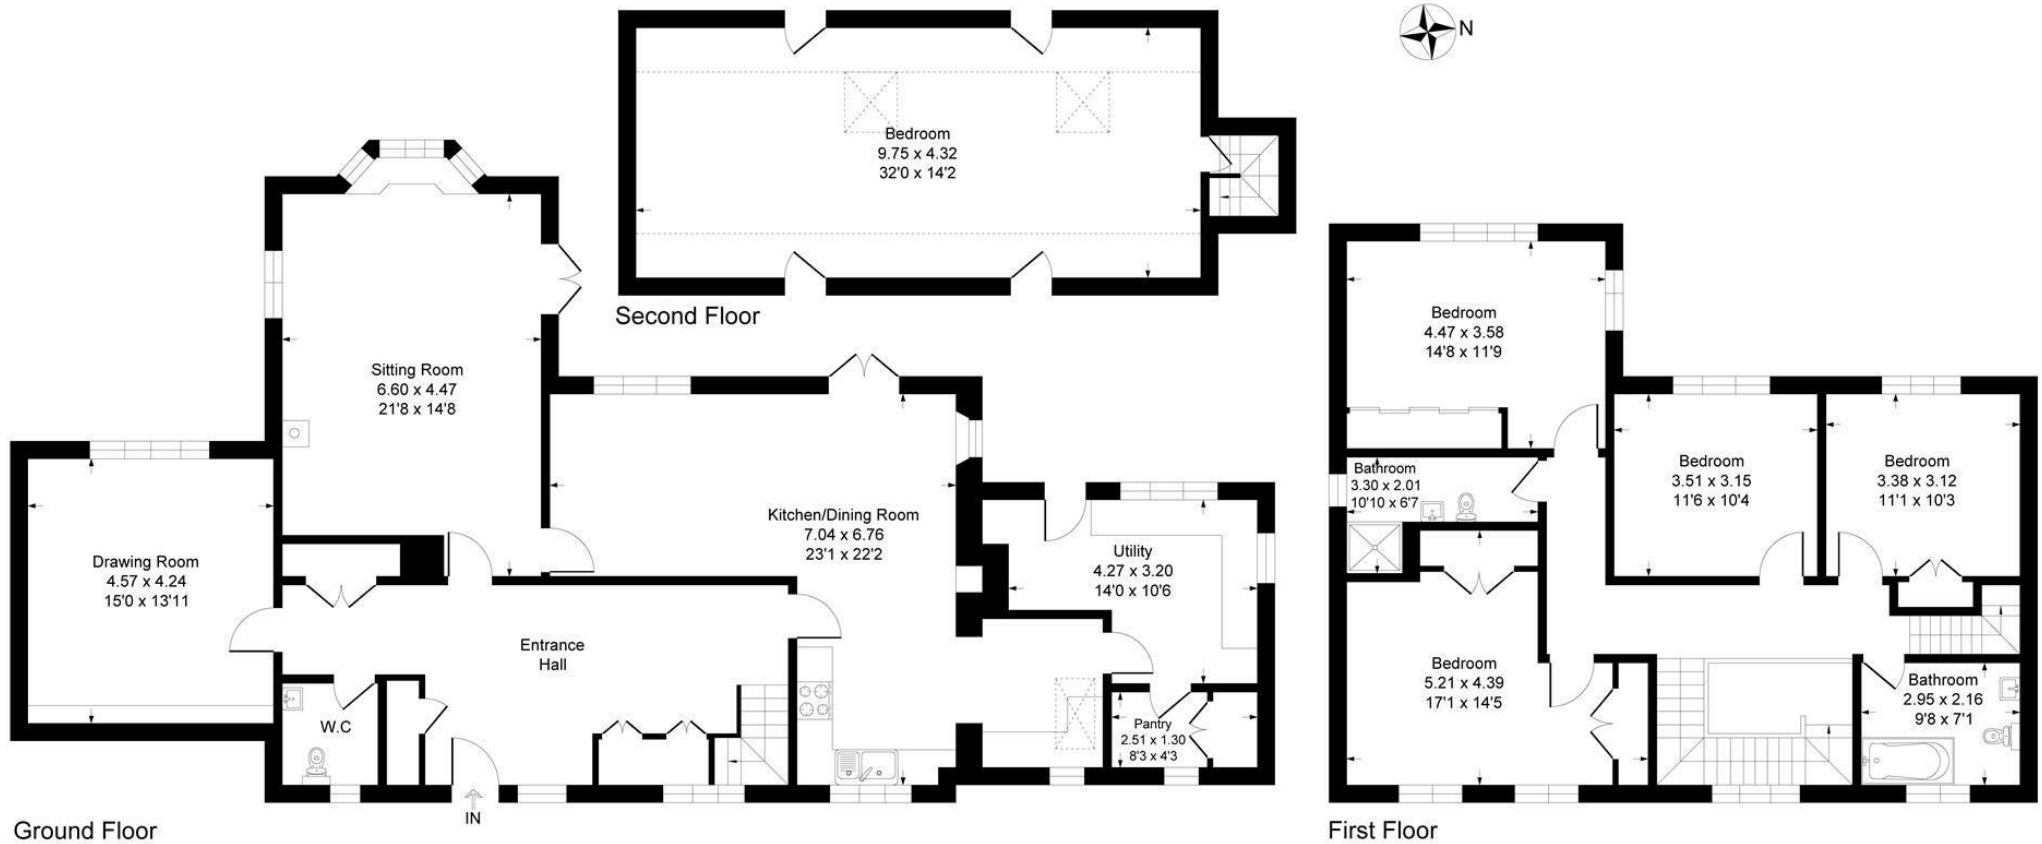 N
Bedroom
9.75 x 4.32
32'0 x 14'2
Second Floor
Sitting Room
6.60 x 4.47
21'8 x 14'8
Kitchen/Dining Room
7.04 x 6.76
23'1 x 22'2
Drawing Room
4.57 x 4.24
15'0 x 13'11
Utility
4.27 x 3.20
14'0 x 10'6
Entrance
Hall
W.C
Pantry
2.51 x 1.30
8'3 x 4'3
IN
Ground Floor
Bedroom
4.47 x 3.58
14'8 x 11'9
Bathroom
3.30 x 2.01
10'10 x 6'7
Bedroom
3.51 x 3.15
11'6 x 10'4
Bedroom
3.38 x 3.12
11'1 x 10'3
Bedroom
5.21 x 4.39
17'1 x 14'5
Bathroom
2.95 x 2.16
9'8 x 7'1
First Floor